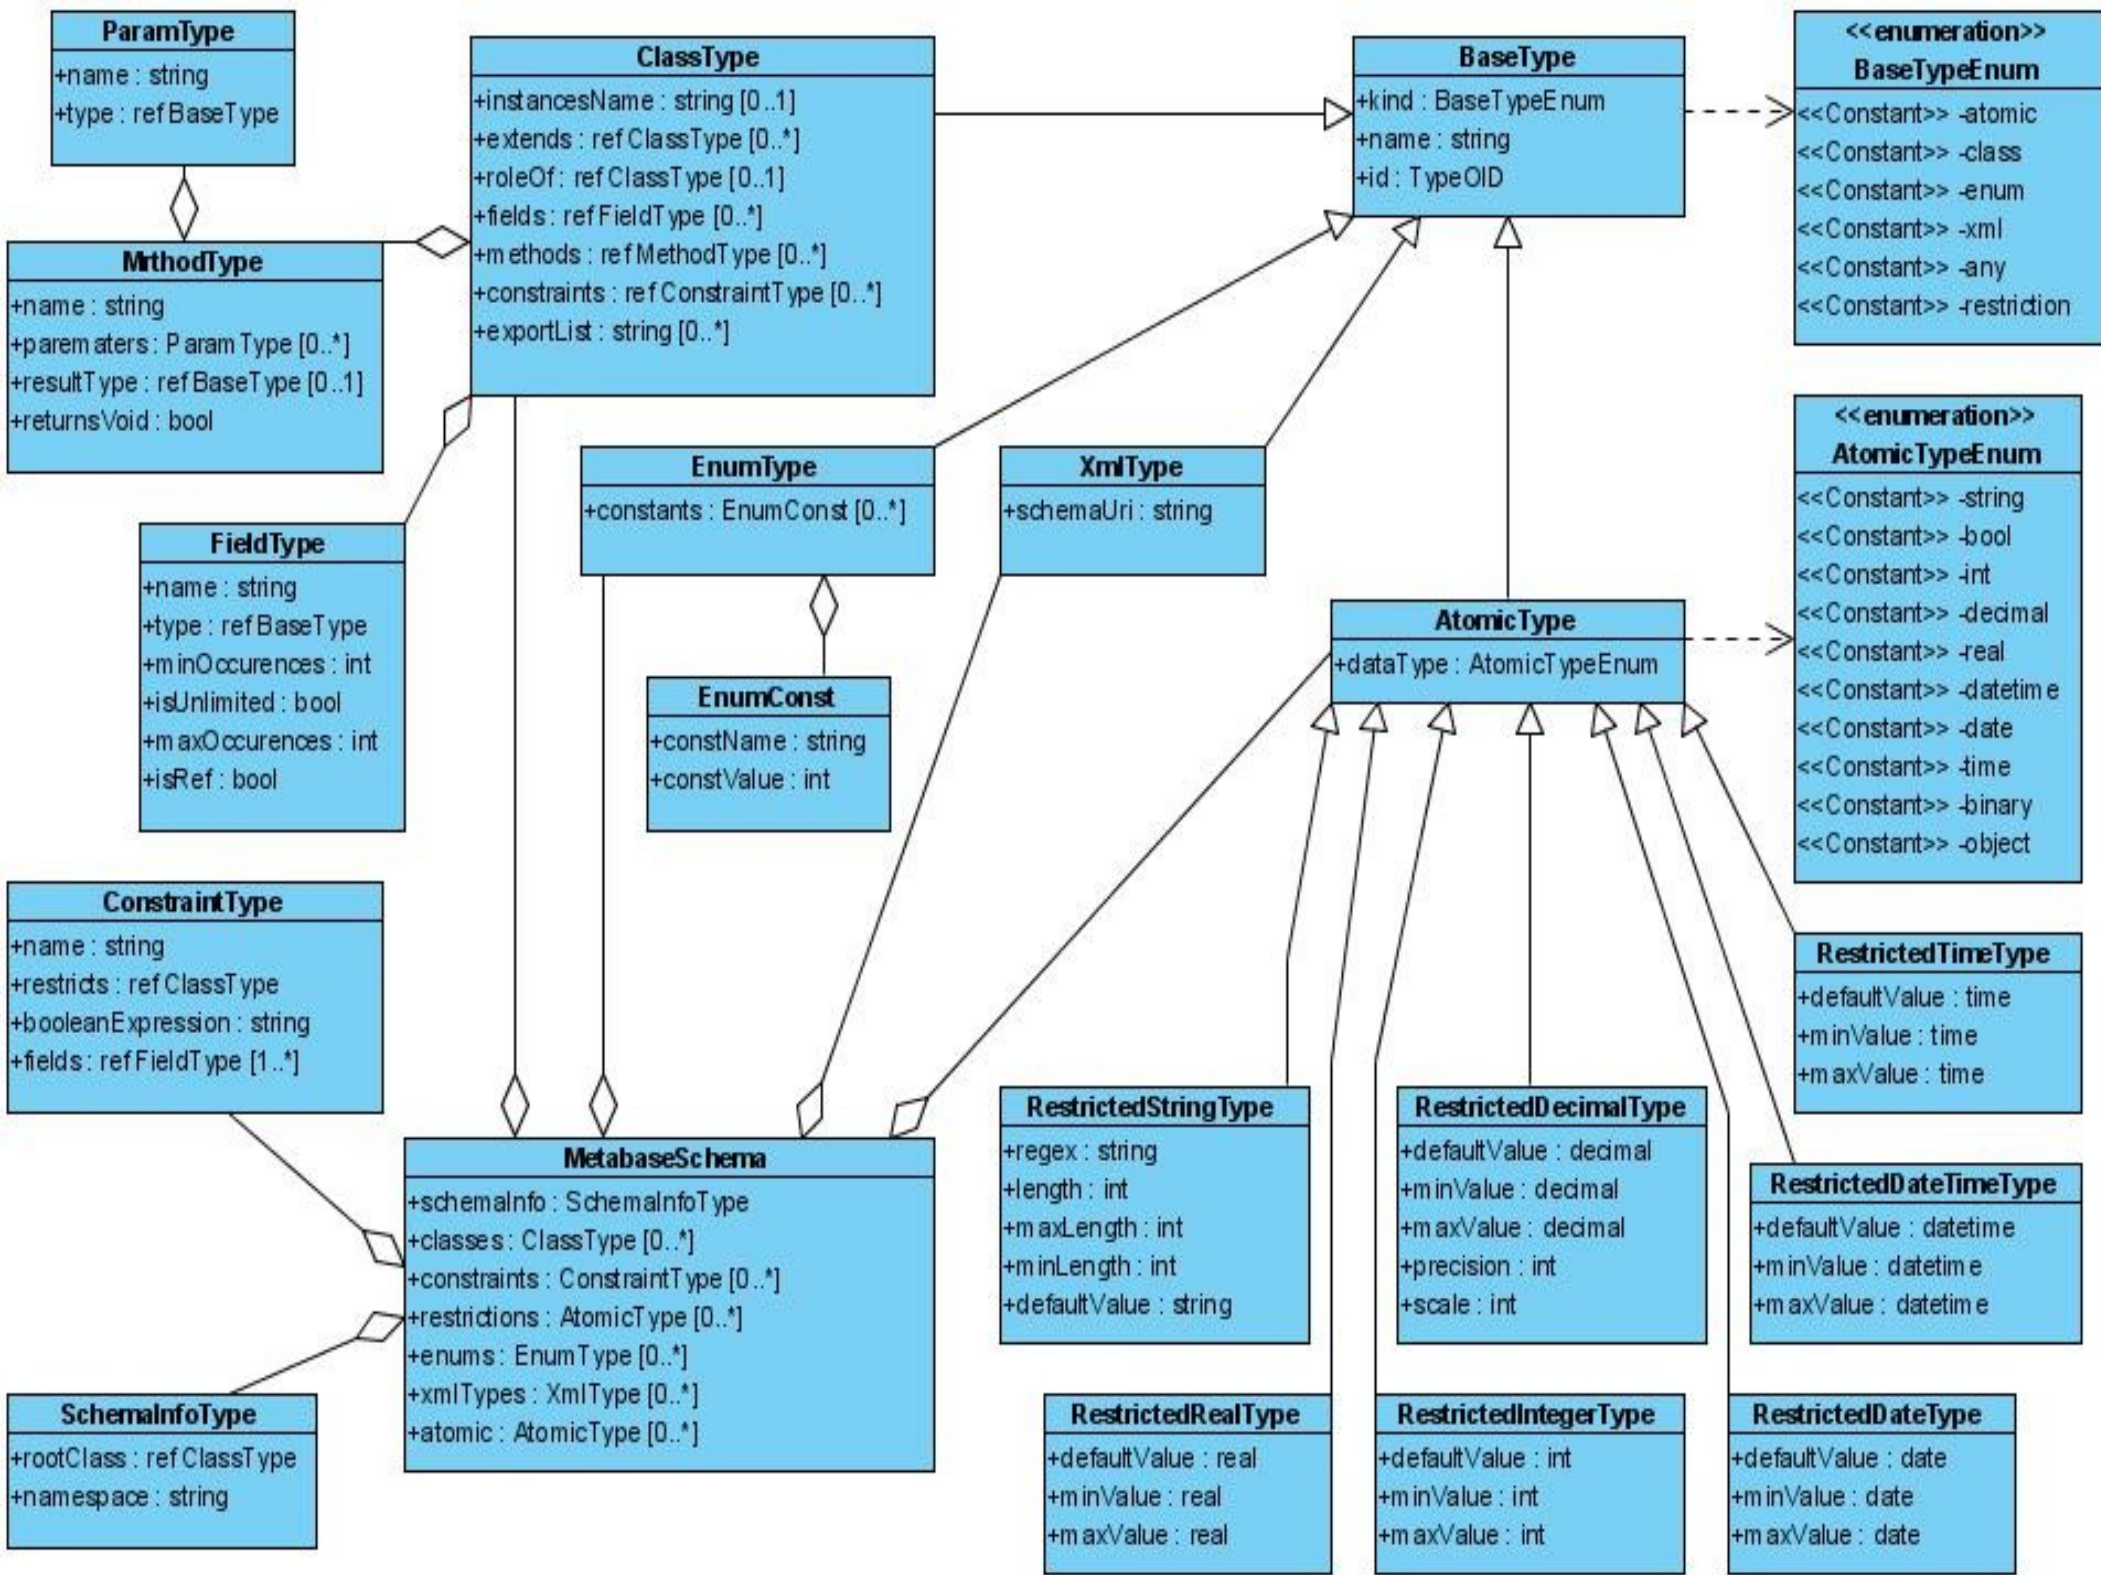 ParamType
+name : string
+type : ref BaseType
MrthodType
+name : string
+parematers : ParamType [0..*]
+resultType : ref BaseType [0..1]
+returnsVoid : bool
ClassType
+instancesName : string [0..1]
+extends : ref ClassType [0..*]
+roleOf : ref ClassType [0..1]
+fields : ref FieldType [0..*]
+methods : ref MethodType [0..*]
+constraints : ref ConstraintType [0..*]
+exportList : string [0..*]
BaseType
+kind : BaseTypeEnum
+name : string
+id : TypeOID
<<enumeration>>
BaseTypeEnum
<<Constant>> -atomic
<<Constant>> -class
<<Constant>> -enum
<<Constant>> -xml
<<Constant>> -any
<<Constant>> -restriction
<<enumeration>>
AtomicTypeEnum
<<Constant>> -string
<<Constant>> -bool
<<Constant>> -int
<<Constant>> -decimal
<<Constant>> -real
<<Constant>> -datetime
<<Constant>> -date
<<Constant>> -time
<<Constant>> -binary
<<Constant>> -object
EnumType
+constants : EnumConst [0..*]
XmlType
+schemaUri : string
FieldType
+name : string
+type : ref BaseType
+minOccurences : int
+isUnlimited : bool
+maxOccurences : int
+isRef : bool
EnumConst
+constName : string
+constValue : int
AtomicType
+dataType : AtomicTypeEnum
ConstraintType
+name : string
+restricts : ref ClassType
+booleanExpression : string
+fields : ref FieldType [1..*]
MetabaseSchema
+schemaInfo : SchemaInfoType
+classes : ClassType [0..*]
+constraints : ConstraintType [0..*]
+restrictions : AtomicType [0..*]
+enums : EnumType [0..*]
+xmlTypes : XmlType [0..*]
+atomic : AtomicType [0..*]
SchemaInfoType
+rootClass : ref ClassType
+namespace : string
RestrictedTimeType
+defaultValue : time
+minValue : time
+maxValue : time
RestrictedStringType
+regex : string
+length : int
+maxLength : int
+minLength : int
+defaultValue : string
RestrictedDecimalType
+defaultValue : decimal
+minValue : decimal
+maxValue : decimal
+precision : int
+scale : int
RestrictedDateTimeType
+defaultValue : datetime
+minValue : datetime
+maxValue : datetime
RestrictedRealType
+defaultValue : real
+minValue : real
+maxValue : real
RestrictedIntegerType
+defaultValue : int
+minValue : int
+maxValue : int
RestrictedDateType
+defaultValue : date
+minValue : date
+maxValue : date